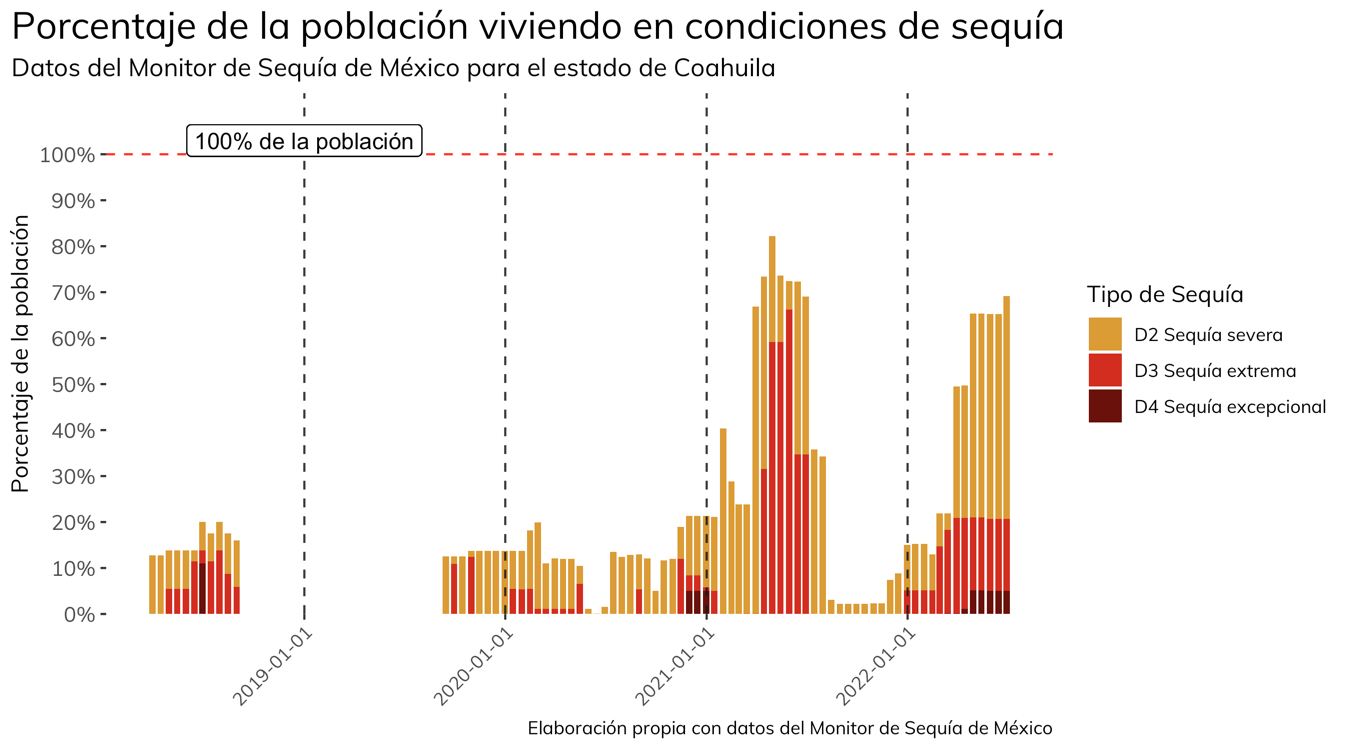 Porcentaje de la población viviendo en condiciones de sequía
Datos del Monitor de Sequía de México para el estado de Coahuila
100% de la población
100%
90%
80%
70%
60%
50%
40%
30%
20%
10%
0%
Porcentaje de la población
2019-01-01
2020-01-01
2021-01-01
2022-01-01
Tipo de Sequía
D2 Sequía severa
D3 Sequía extrema
D4 Sequía excepcional
Elaboración propia con datos del Monitor de Sequía de México